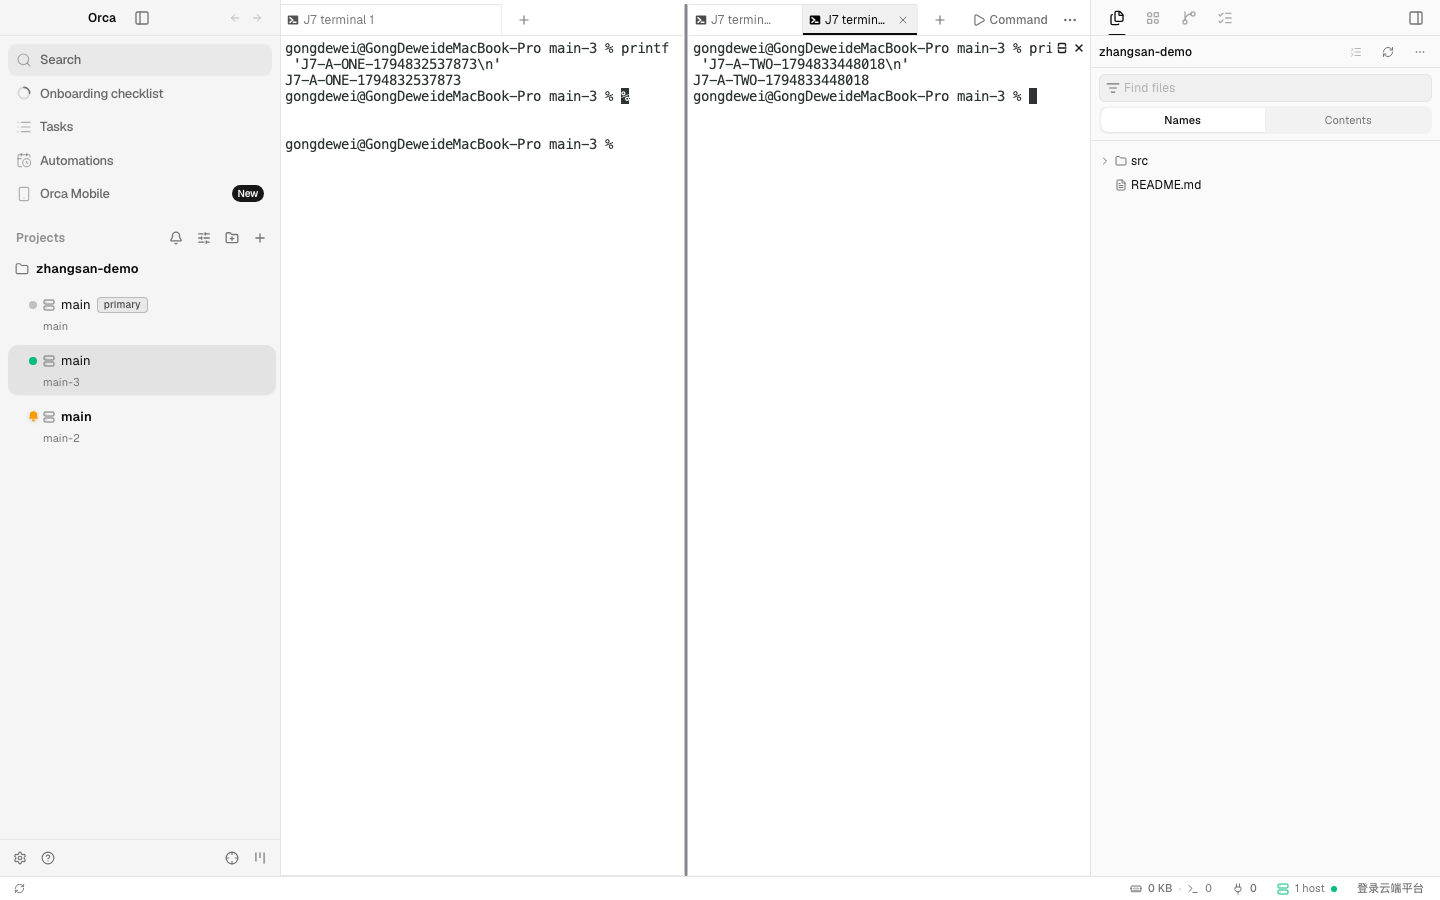 Orca
Search
Onboarding checklist
Tasks
Automations
Orca Mobile
New
Projects
zhangsan-demo
main
primary
main
main
main-3
main
main-2
J7 terminal 1
gongdewei@GongDeweideMacBook-Pro main-3 % printf
'J7-A-ONE-1794832537873\n'
J7-A-ONE-1794832537873
gongdewei@GongDeweideMacBook-Pro main-3 % %
gongdewei@GongDeweideMacBook-Pro main-3 %
J7 termin...
J7 termin...
Command
gongdewei@GongDeweideMacBook-Pro main-3 % pri
'J7-A-TWO-1794833448018\n'
J7-A-TWO-1794833448018
gongdewei@GongDeweideMacBook-Pro main-3 %
zhangsan-demo
Find files
Names
Contents
src
README.md
0 KB · 0
0
1 host
登录云端平台